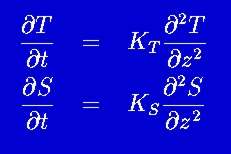 ∂T/∂t = K_T ∂²T/∂z²
∂S/∂t = K_S ∂²S/∂z²